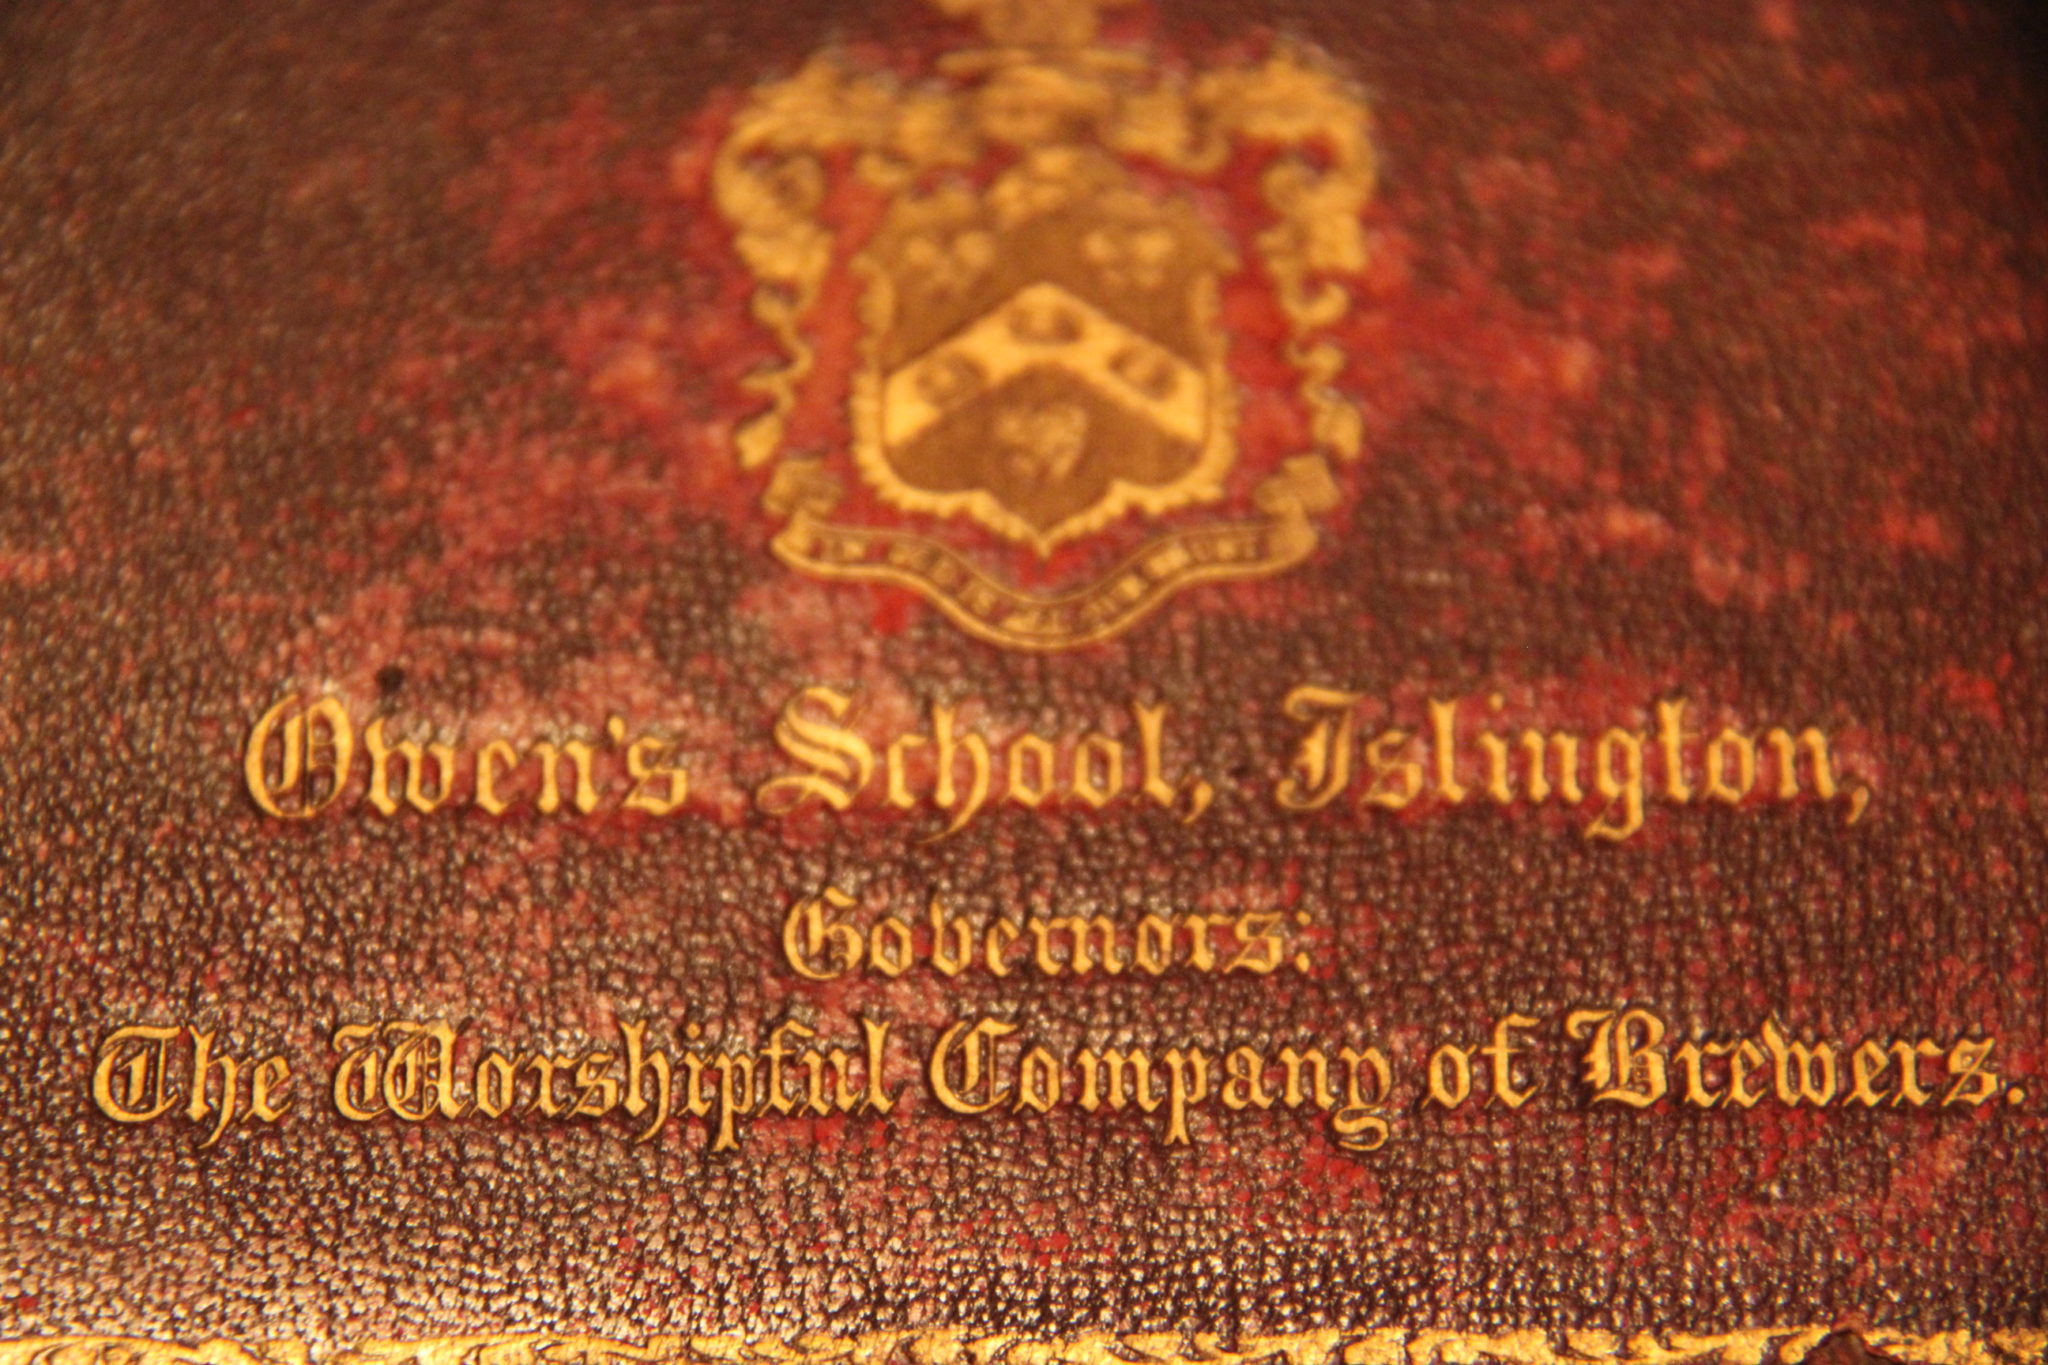 Owen's School, Islington,
Governors:
The Worshipful Company of Brewers.